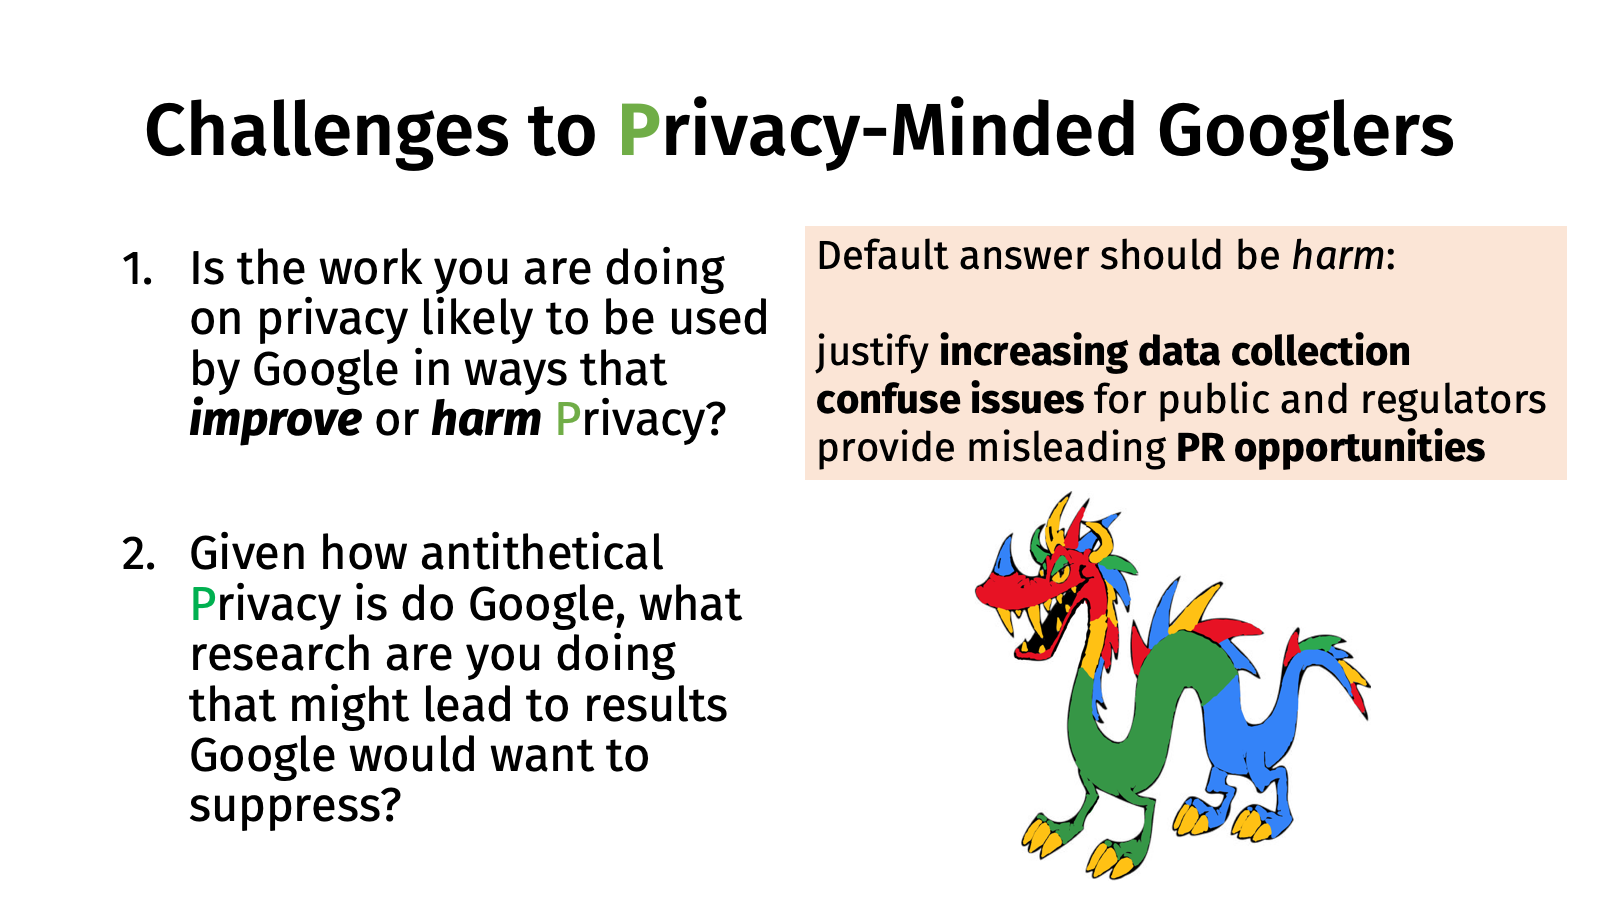 Challenges to Privacy-Minded Googlers
1. Is the work you are doing
on privacy likely to be used
by Google in ways that
improve or harm Privacy?
Default answer should be harm:
justify increasing data collection
confuse issues for public and regulators
provide misleading PR opportunities
2. Given how antithetical
Privacy is do Google, what
research are you doing
that might lead to results
Google would want to
suppress?